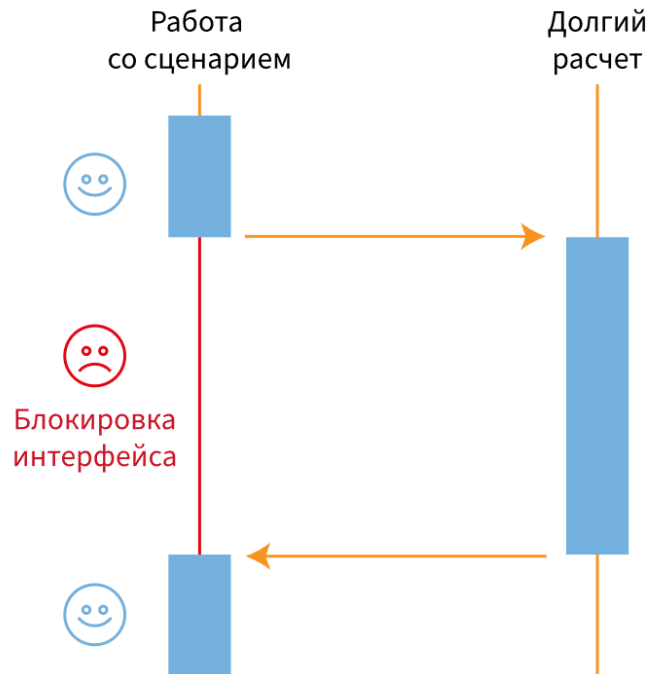 Работа
со сценарием
Долгий
расчет
Блокировка
интерфейса